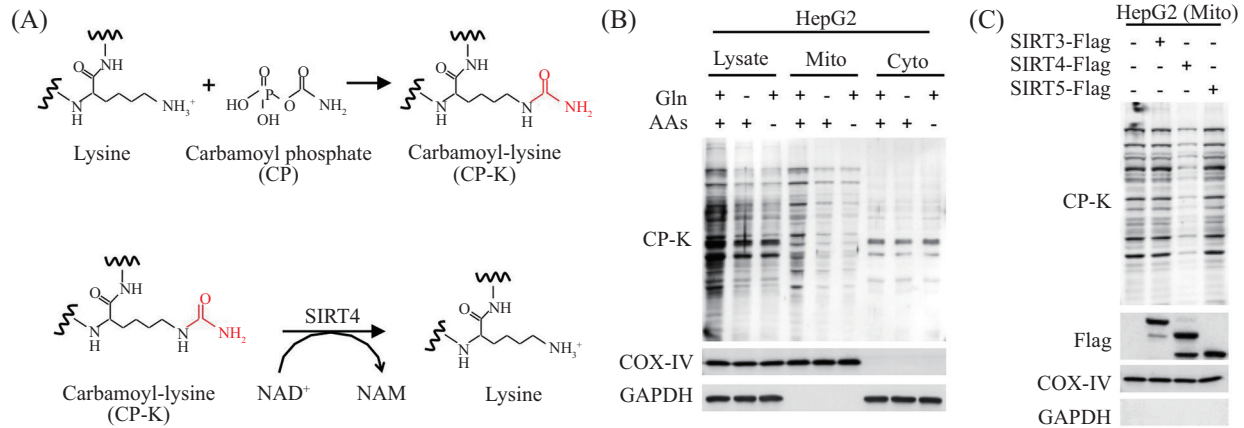 (A)
NH
O
NH
N
H
NH₃⁺
+
O
P
HO
OH
O
O
NH₂
NH
O
NH
N
H
O
N
H
NH₂
Lysine
Carbamoyl phosphate
(CP)
Carbamoyl-lysine
(CP-K)
O
NH
N
H
O
N
H
NH₂
SIRT4
NAD⁺
NAM
O
NH
N
H
NH₃⁺
Carbamoyl-lysine
(CP-K)
Lysine
(B)
HepG2
Lysate Mito Cyto
Gln + - + + - + + - +
AAs + + - + + - + + -
CP-K
COX-IV
GAPDH
(C)
HepG2 (Mito)
SIRT3-Flag - + - -
SIRT4-Flag - - + -
SIRT5-Flag - - - +
CP-K
Flag
COX-IV
GAPDH